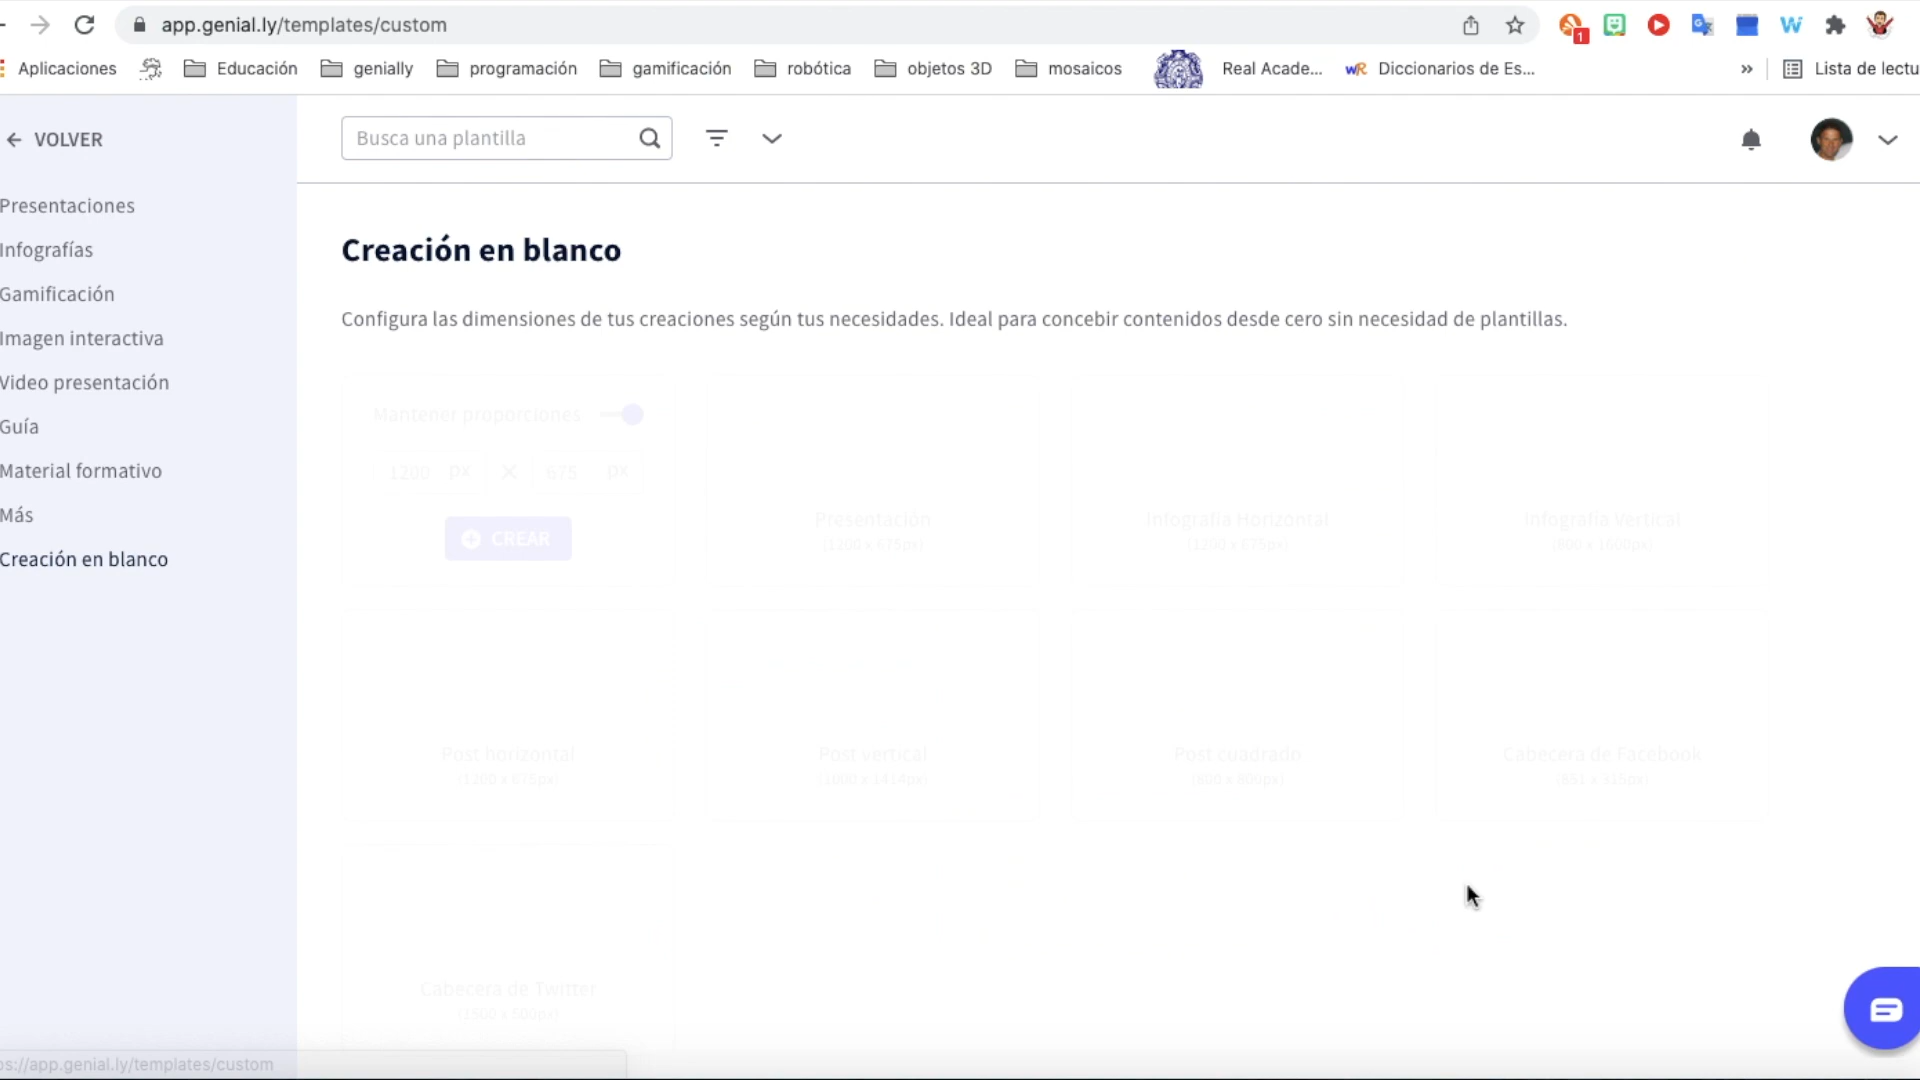 app.genial.ly/templates/custom
1
Aplicaciones
Educación
genially
programación
gamificación
robótica
objetos 3D
mosaicos
Real Acade...
WR Diccionarios de Es...
»
Lista de lectu
VOLVER
Busca una plantilla
Presentaciones
Infografías
Gamificación
Imagen interactiva
Video presentación
Guía
Material formativo
Más
Creación en blanco
Creación en blanco
Configura las dimensiones de tus creaciones según tus necesidades. Ideal para concebir contenidos desde cero sin necesidad de plantillas.
Mantener proporciones
1200 px X 675 px
CREAR
Presentación
(1200 x 675px)
Infografía Horizontal
(1200 x 675px)
Infografía Vertical
(800 x 1600px)
Post horizontal
(1200 x 675px)
Post vertical
(1000 x 1414px)
Post cuadrado
(800 x 800px)
Cabecera de Facebook
(851 x 315px)
Cabecera de Twitter
(1500 x 500px)
ps://app.genial.ly/templates/custom